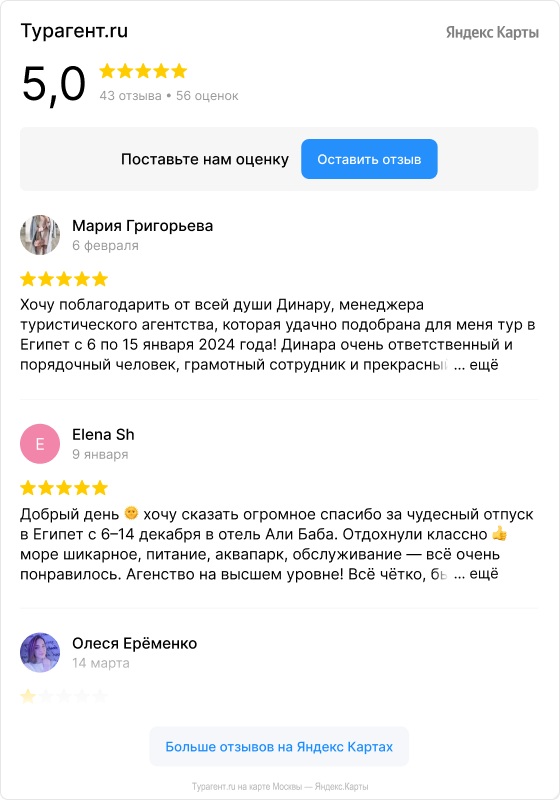 Турагент.ru
Яндекс Карты
5,0
43 отзыва • 56 оценок
Поставьте нам оценку
Оставить отзыв
Мария Григорьева
6 февраля
Хочу поблагодарить от всей души Динару, менеджера
туристического агентства, которая удачно подобрана для меня тур в
Египет с 6 по 15 января 2024 года! Динара очень ответственный и
порядочный человек, грамотный сотрудник и прекрасный ... ещё
E
Elena Sh
9 января
Добрый день 🙂 хочу сказать огромное спасибо за чудесный отпуск
в Египет с 6–14 декабря в отель Али Баба. Отдохнули классно 👍
море шикарное, питание, аквапарк, обслуживание — всё очень
понравилось. Агенство на высшем уровне! Всё чётко, бы ... ещё
Олеся Ерёменко
14 марта
Больше отзывов на Яндекс Картах
Турагент.ru на карте Москвы — Яндекс.Карты